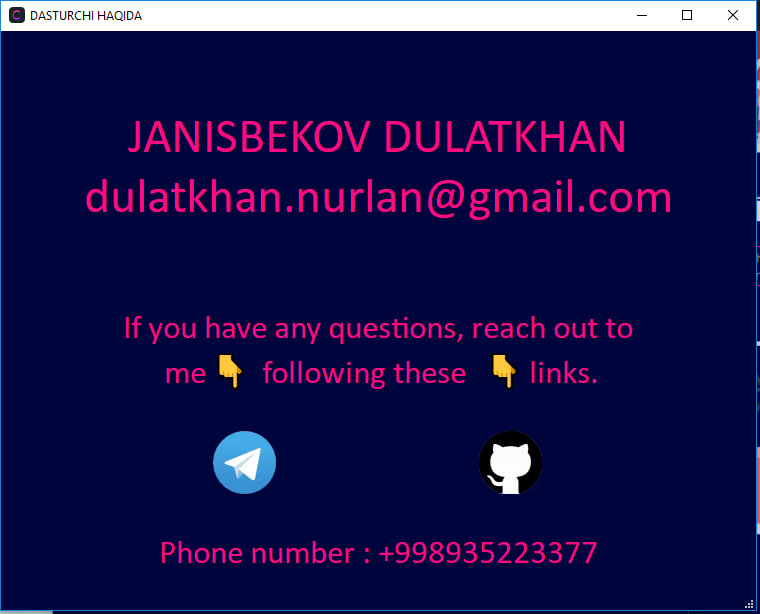 DASTURCHI HAQIDA
JANISBEKOV DULATKHAN
dulatkhan.nurlan@gmail.com
If you have any questions, reach out to
me👇 following these 👇 links.
Phone number : +998935223377